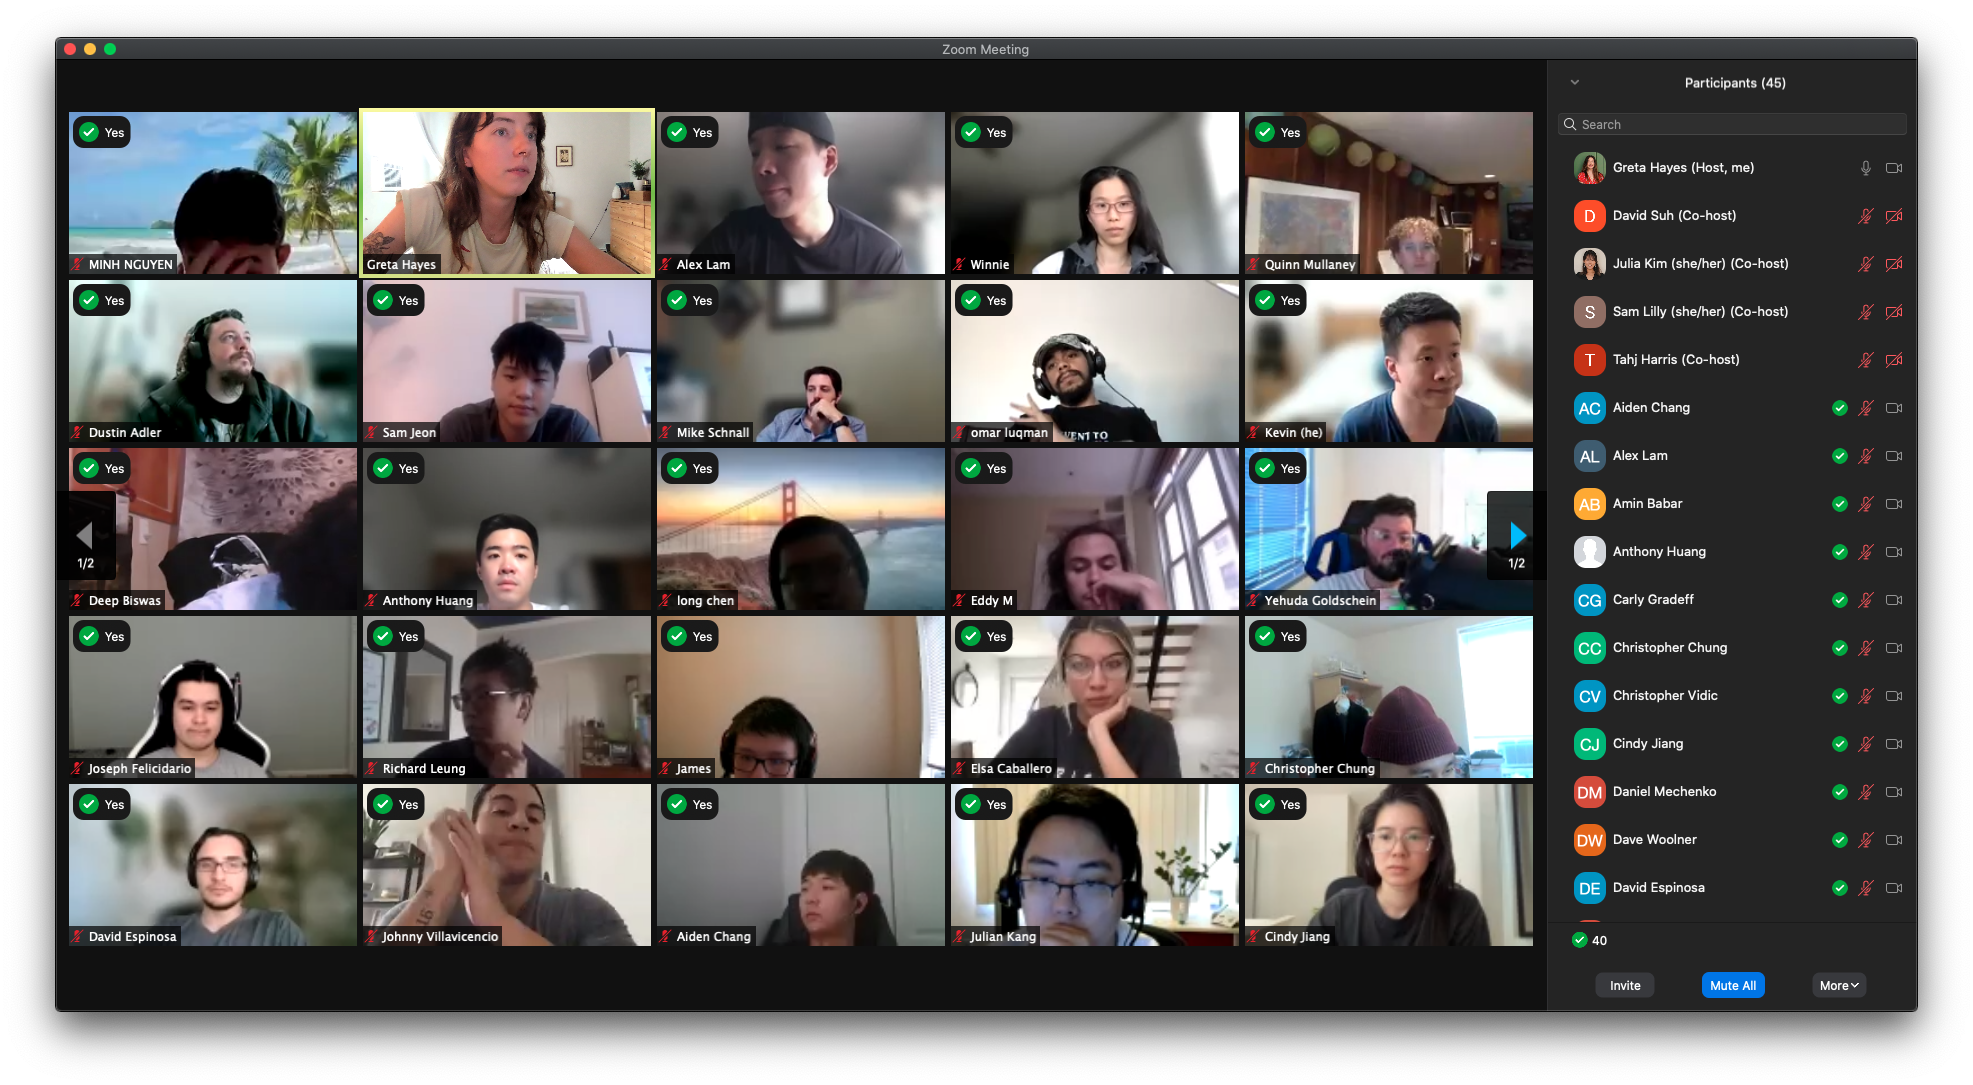 Zoom Meeting
Yes
MINH NGUYEN
Greta Hayes
Yes
Alex Lam
Yes
Winnie
Yes
Quinn Mullaney
Yes
Dustin Adler
Yes
Sam Jeon
Yes
Mike Schnall
Yes
omar luqman
WENT TO
Yes
Kevin (he)
Yes
1/2
Deep Biswas
Yes
Anthony Huang
Yes
long chen
Yes
Eddy M
Yes
1/2
Yehuda Goldschein
Yes
Joseph Felicidario
Yes
Richard Leung
Yes
James
Yes
Elsa Caballero
Yes
Christopher Chung
Yes
David Espinosa
Yes
16
Johnny Villavicencio
Yes
Aiden Chang
Yes
Julian Kang
Yes
Cindy Jiang
Participants (45)
Search
Greta Hayes (Host, me)
D David Suh (Co-host)
Julia Kim (she/her) (Co-host)
S Sam Lilly (she/her) (Co-host)
T Tahj Harris (Co-host)
AC Aiden Chang
AL Alex Lam
AB Amin Babar
Anthony Huang
CG Carly Gradeff
CC Christopher Chung
CV Christopher Vidic
CJ Cindy Jiang
DM Daniel Mechenko
DW Dave Woolner
DE David Espinosa
40
Invite Mute All More